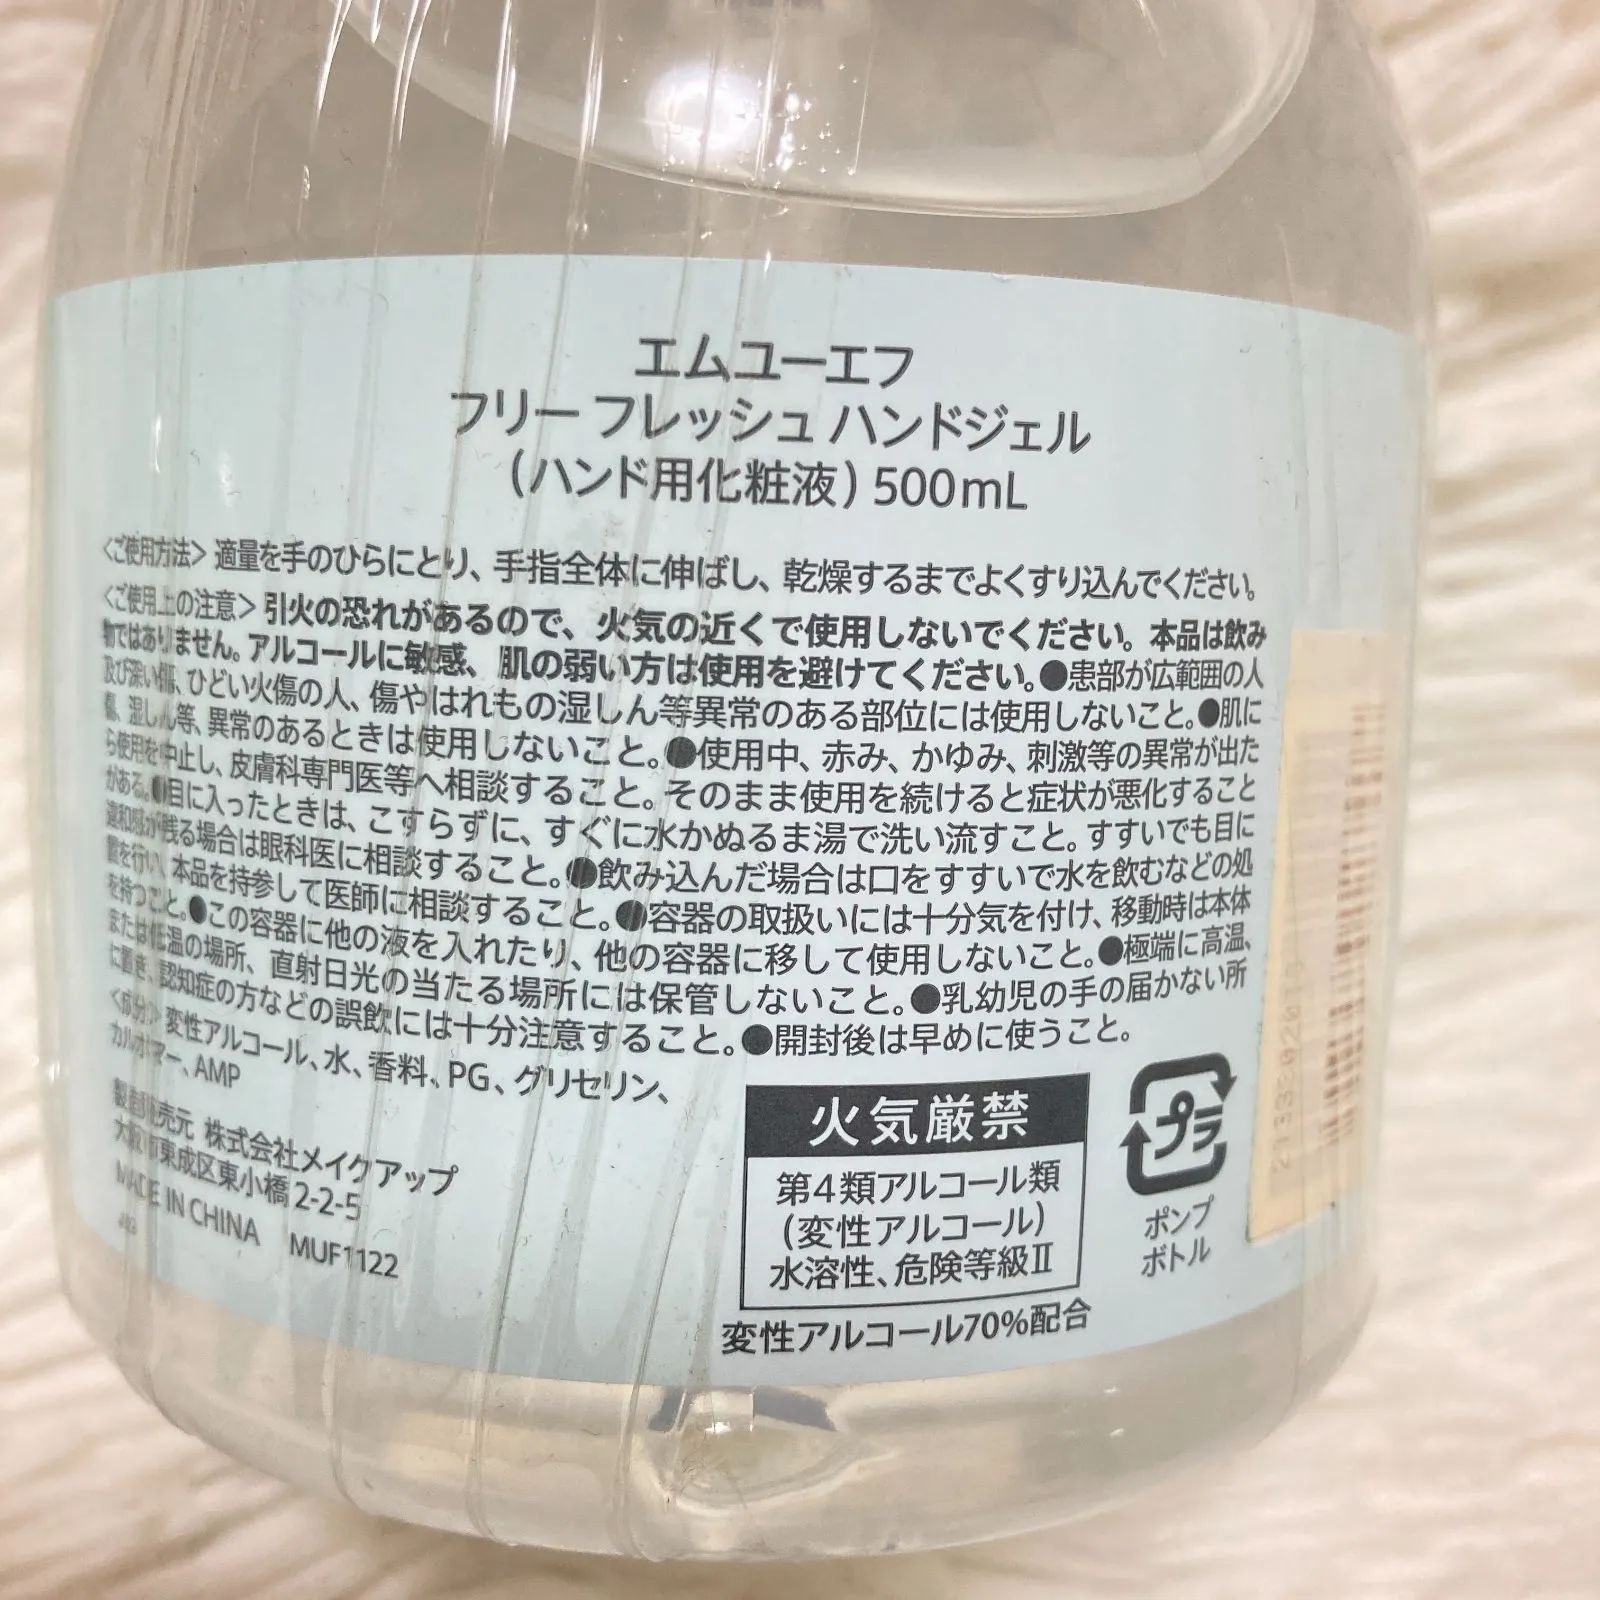 エムユーエフ
フリー フレッシュ ハンドジェル
(ハンド用化粧液) 500mL
〈ご使用方法〉適量を手のひらにとり、手指全体に伸ばし、乾燥するまでよくすり込んでください。
〈ご使用上の注意〉引火の恐れがあるので、火気の近くで使用しないでください。本品は飲み
物ではありません。アルコールに敏感、肌の弱い方は使用を避けてください。●患部が広範囲の人
及び深い傷、ひどい火傷の人、傷やはれもの湿しん等異常のある部位には使用しないこと。●肌に
傷、湿しん等、異常のあるときは使用しないこと。●使用中、赤み、かゆみ、刺激等の異常が出た
ら使用を中止し、皮膚科専門医等へ相談すること。そのまま使用を続けると症状が悪化すること
がある。●目に入ったときは、こすらずに、すぐに水かぬるま湯で洗い流すこと。すすいでも目に
違和感が残る場合は眼科医に相談すること。●飲み込んだ場合は口をすすいで水を飲むなどの処
置を行い、本品を持参して医師に相談すること。●容器の取扱いには十分気を付け、移動時は本体
を持つこと。●この容器に他の液を入れたり、他の容器に移して使用しないこと。●極端に高温、
または低温の場所、直射日光の当たる場所には保管しないこと。●乳幼児の手の届かない所
に置き、認知症の方などの誤飲には十分注意すること。●開封後は早めに使うこと。
〈成分〉変性アルコール、水、香料、PG、グリセリン、
カルボマー、AMP
製造販売元 株式会社メイクアップ
大阪市東成区東小橋2-2-5
MADE IN CHINA MUF1122
火気厳禁
第4類アルコール類
(変性アルコール)
水溶性、危険等級Ⅱ
変性アルコール70%配合
プラ
ポンプ
ボトル